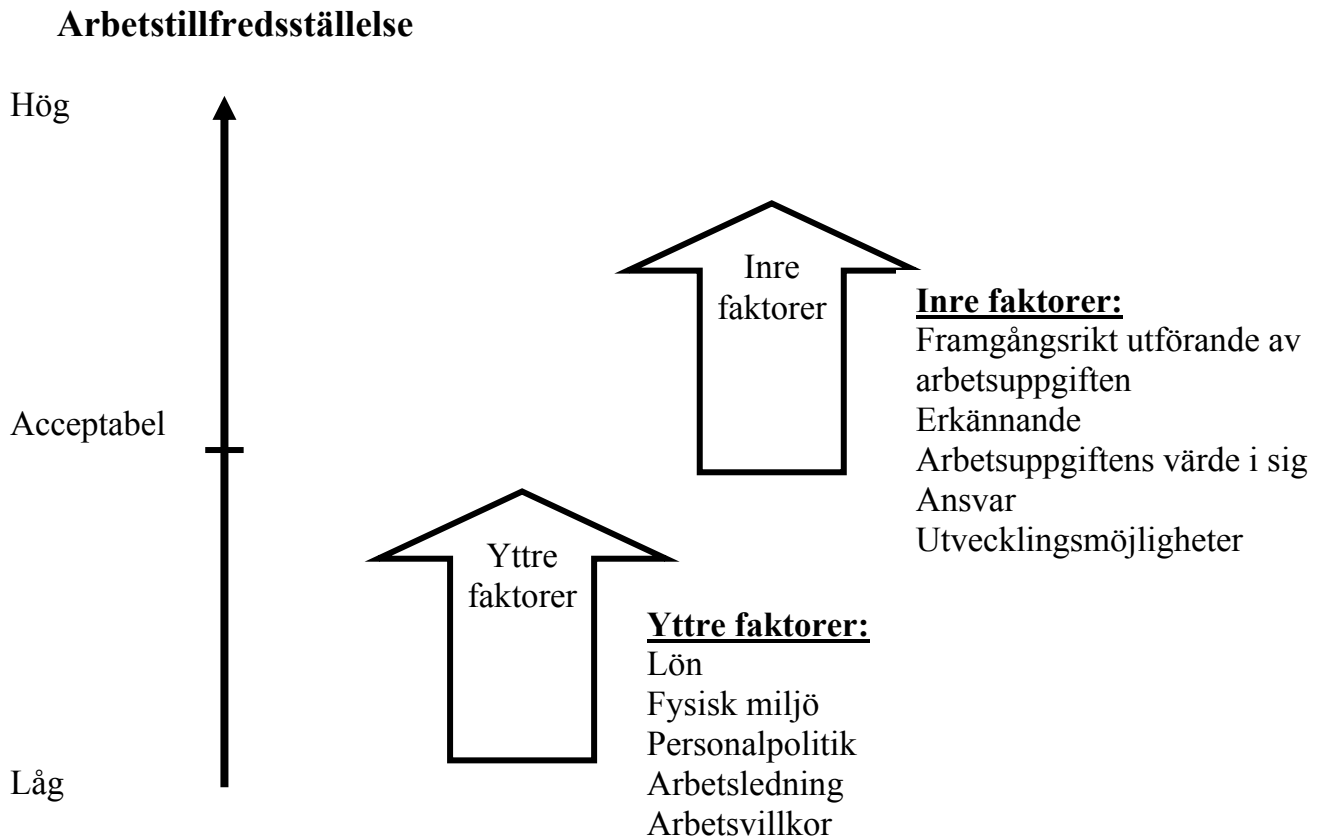 Arbetstillfredsställelse
Hög
Inre
faktorer
Inre faktorer:
Framgångsrikt utförande av
arbetsuppgiften
Erkännande
Arbetsuppgiftens värde i sig
Ansvar
Utvecklingsmöjligheter
Acceptabel
Yttre
faktorer
Yttre faktorer:
Lön
Fysisk miljö
Personalpolitik
Arbetsledning
Arbetsvillkor
Låg